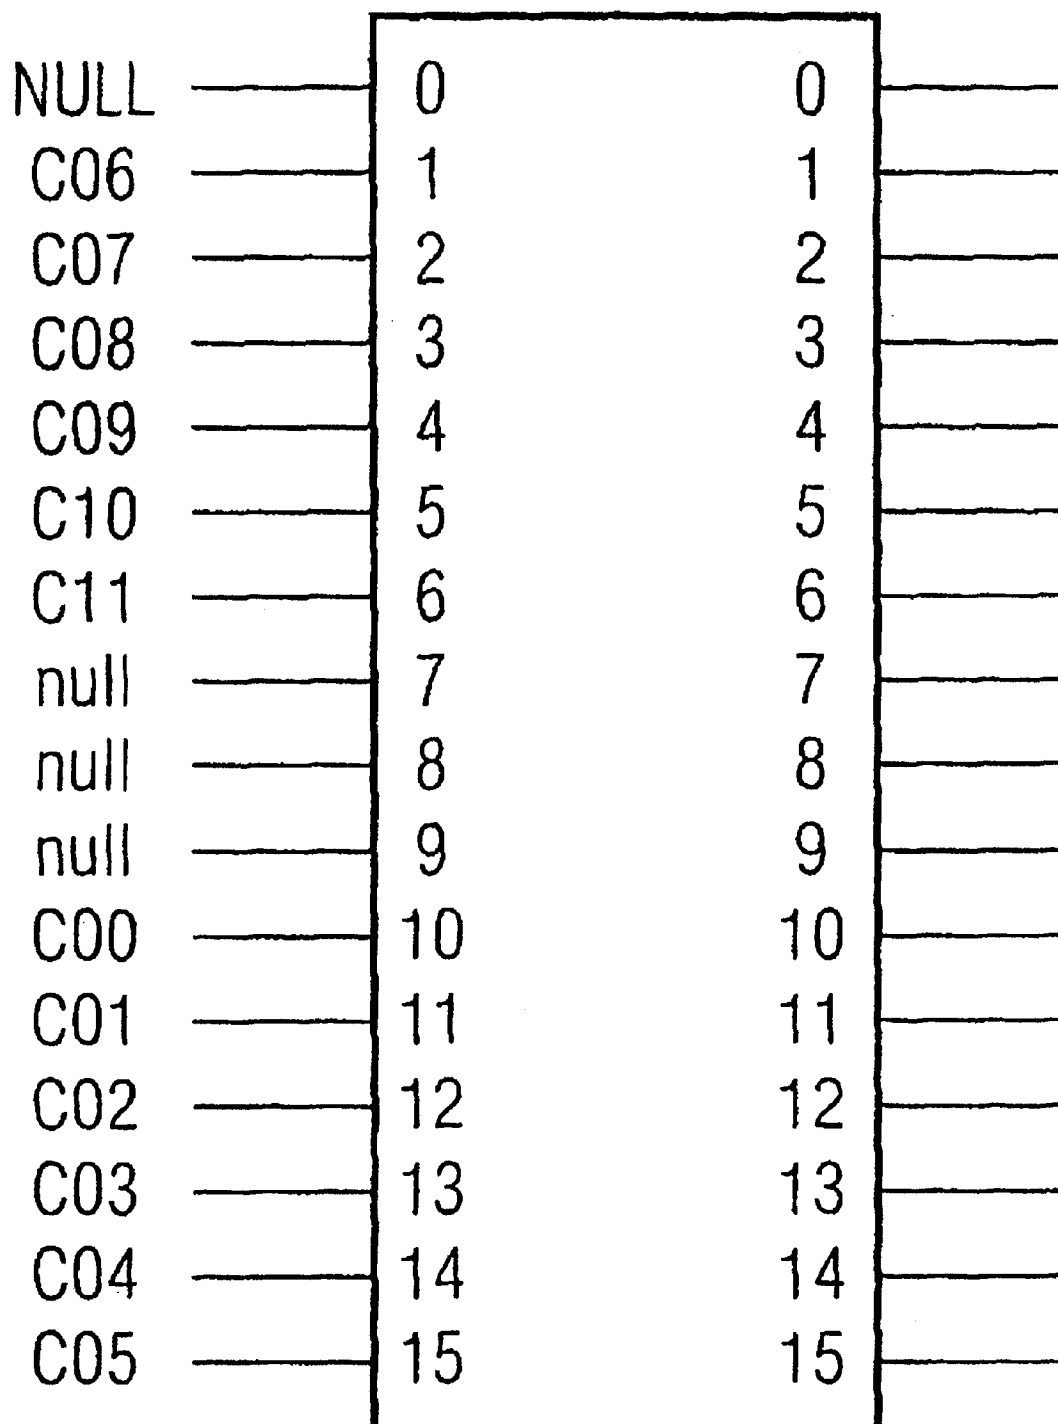 NULL 0 0
C06 1 1
C07 2 2
C08 3 3
C09 4 4
C10 5 5
C11 6 6
null 7 7
null 8 8
null 9 9
C00 10 10
C01 11 11
C02 12 12
C03 13 13
C04 14 14
C05 15 15